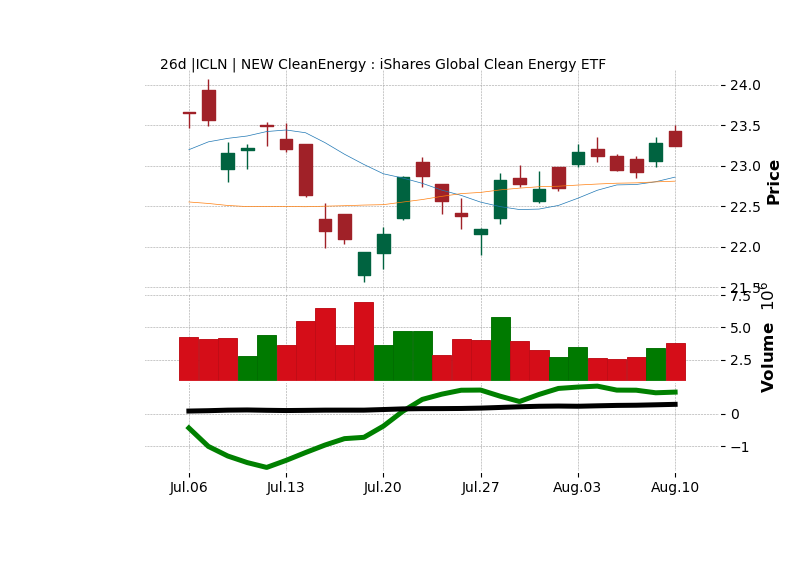 26d |ICLN | NEW CleanEnergy : iShares Global Clean Energy ETF
24.0
23.5
23.0
22.5
22.0
21.5
Price
7.5
5.0
2.5
Volume 10^6
0
−1
Jul.06 Jul.13 Jul.20 Jul.27 Aug.03 Aug.10